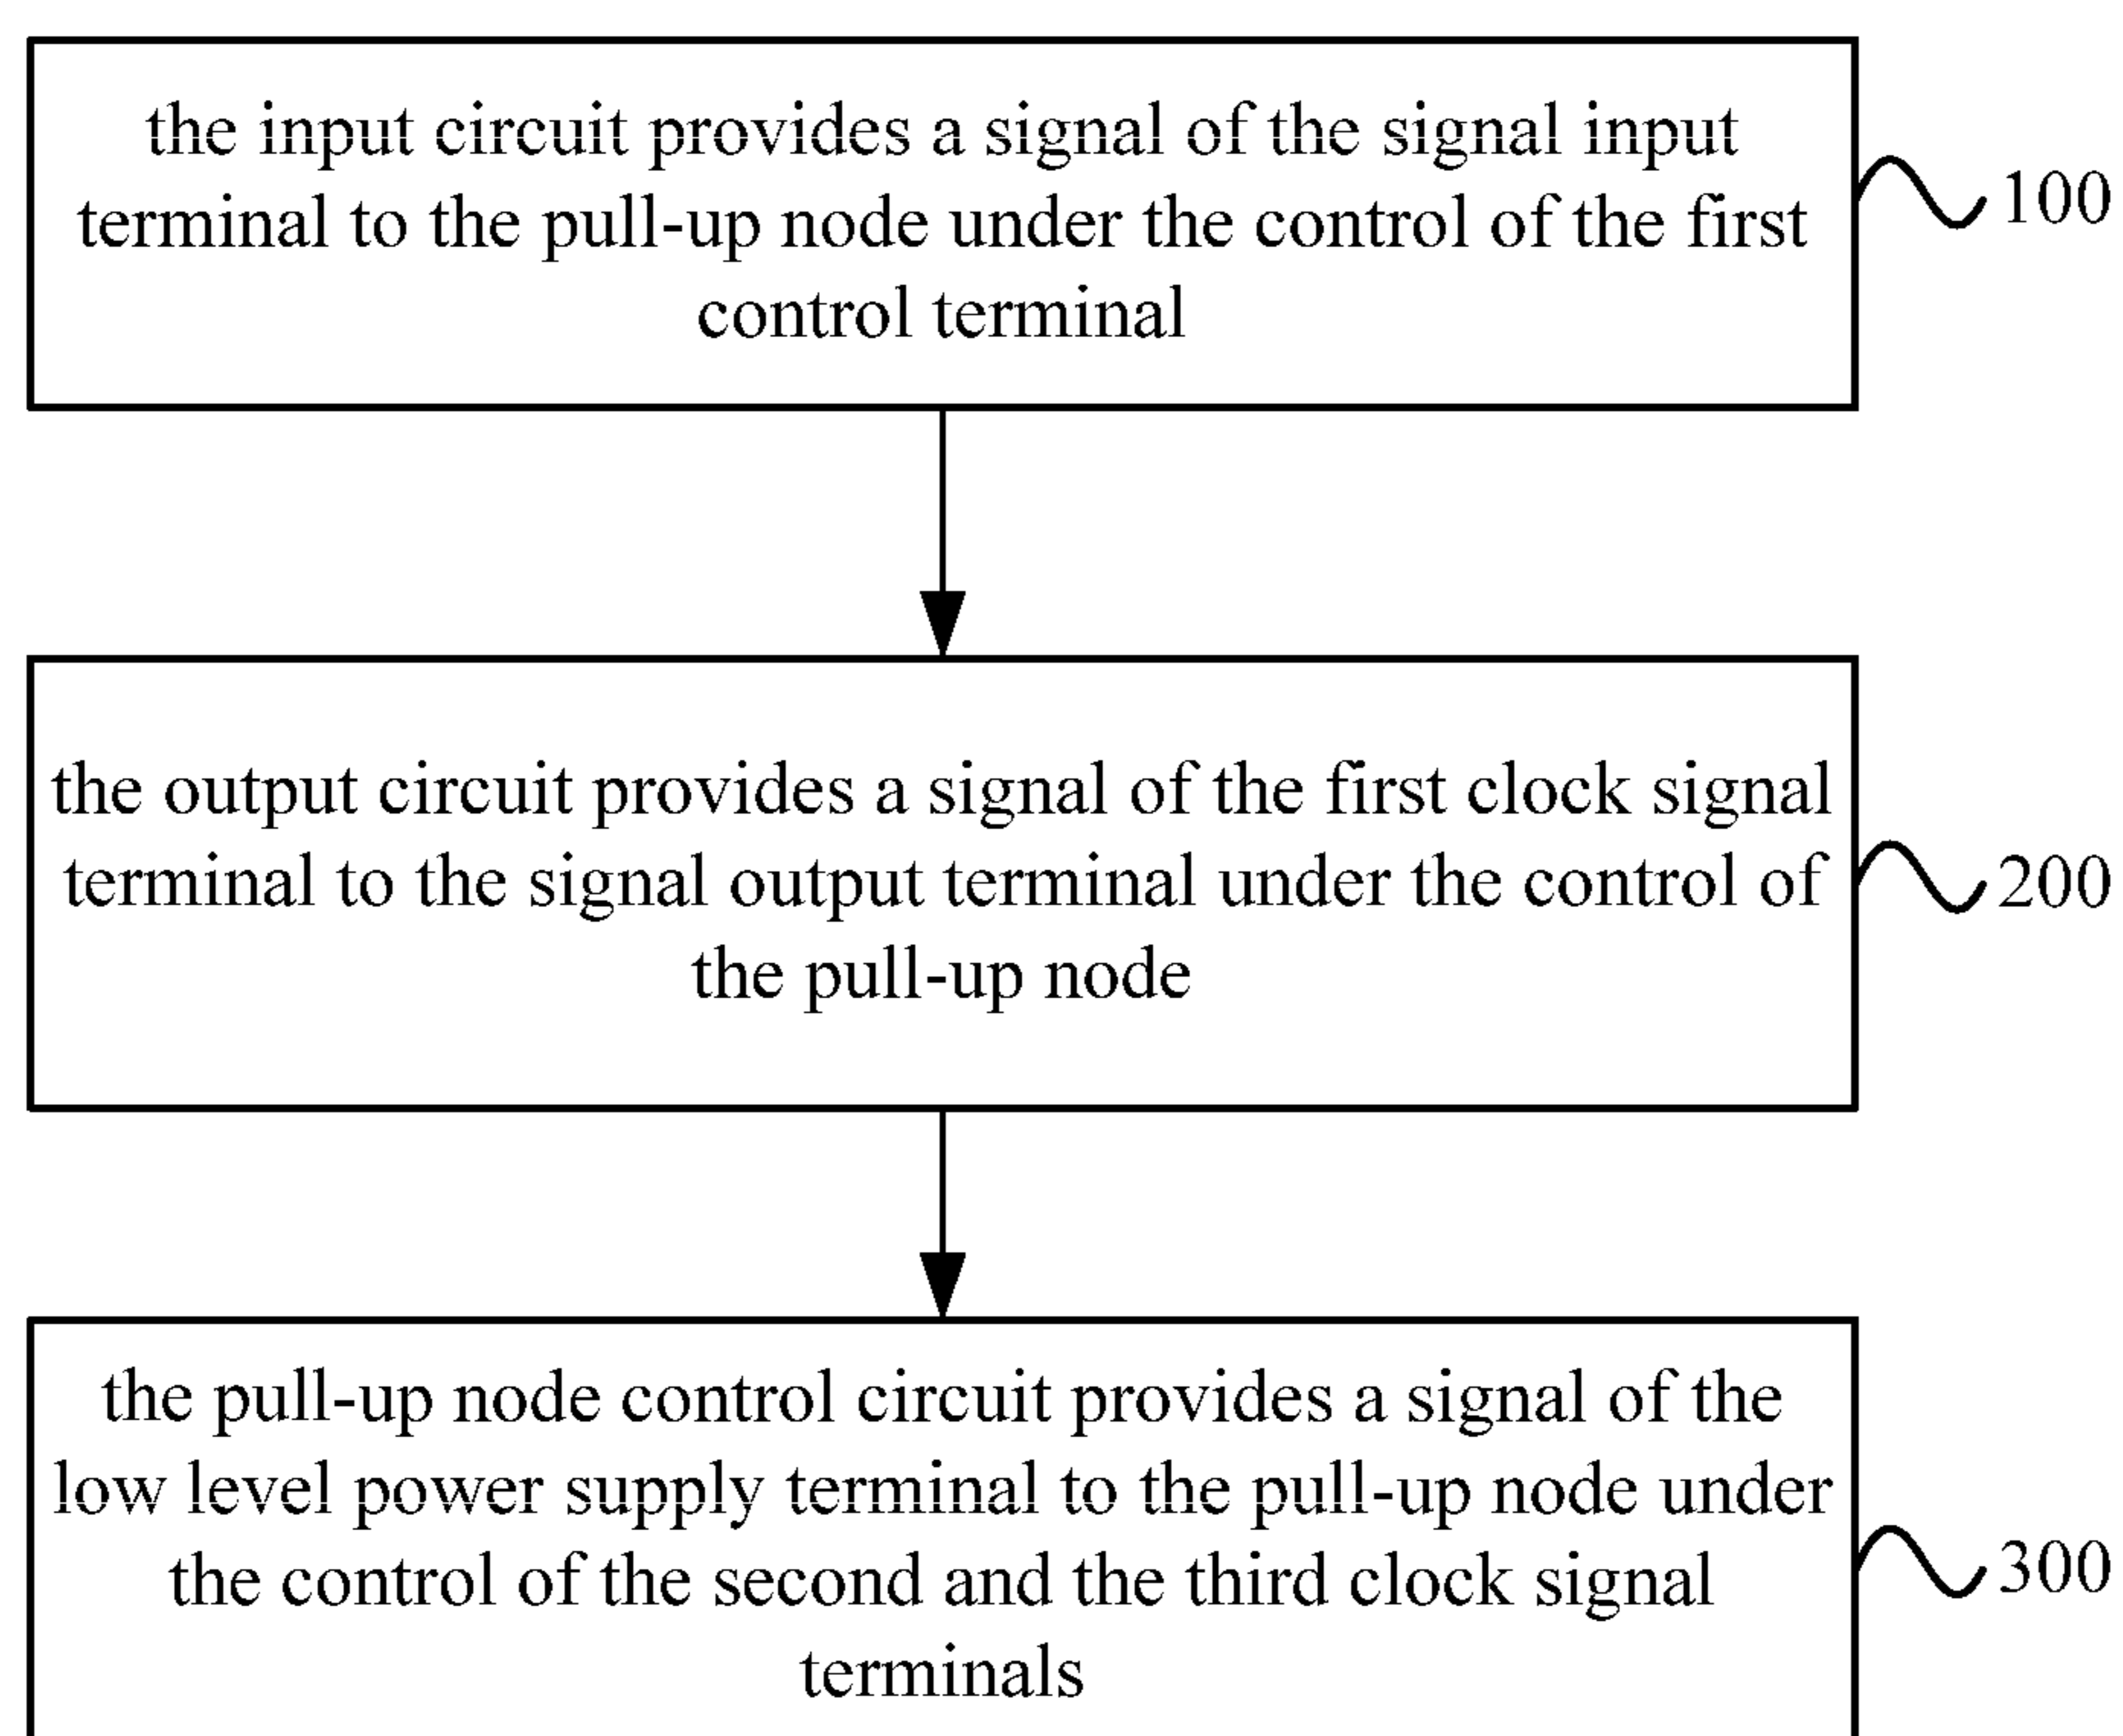 the input circuit provides a signal of the signal input
terminal to the pull-up node under the control of the first
control terminal
100
the output circuit provides a signal of the first clock signal
terminal to the signal output terminal under the control of
the pull-up node
200
the pull-up node control circuit provides a signal of the
low level power supply terminal to the pull-up node under
the control of the second and the third clock signal
terminals
300